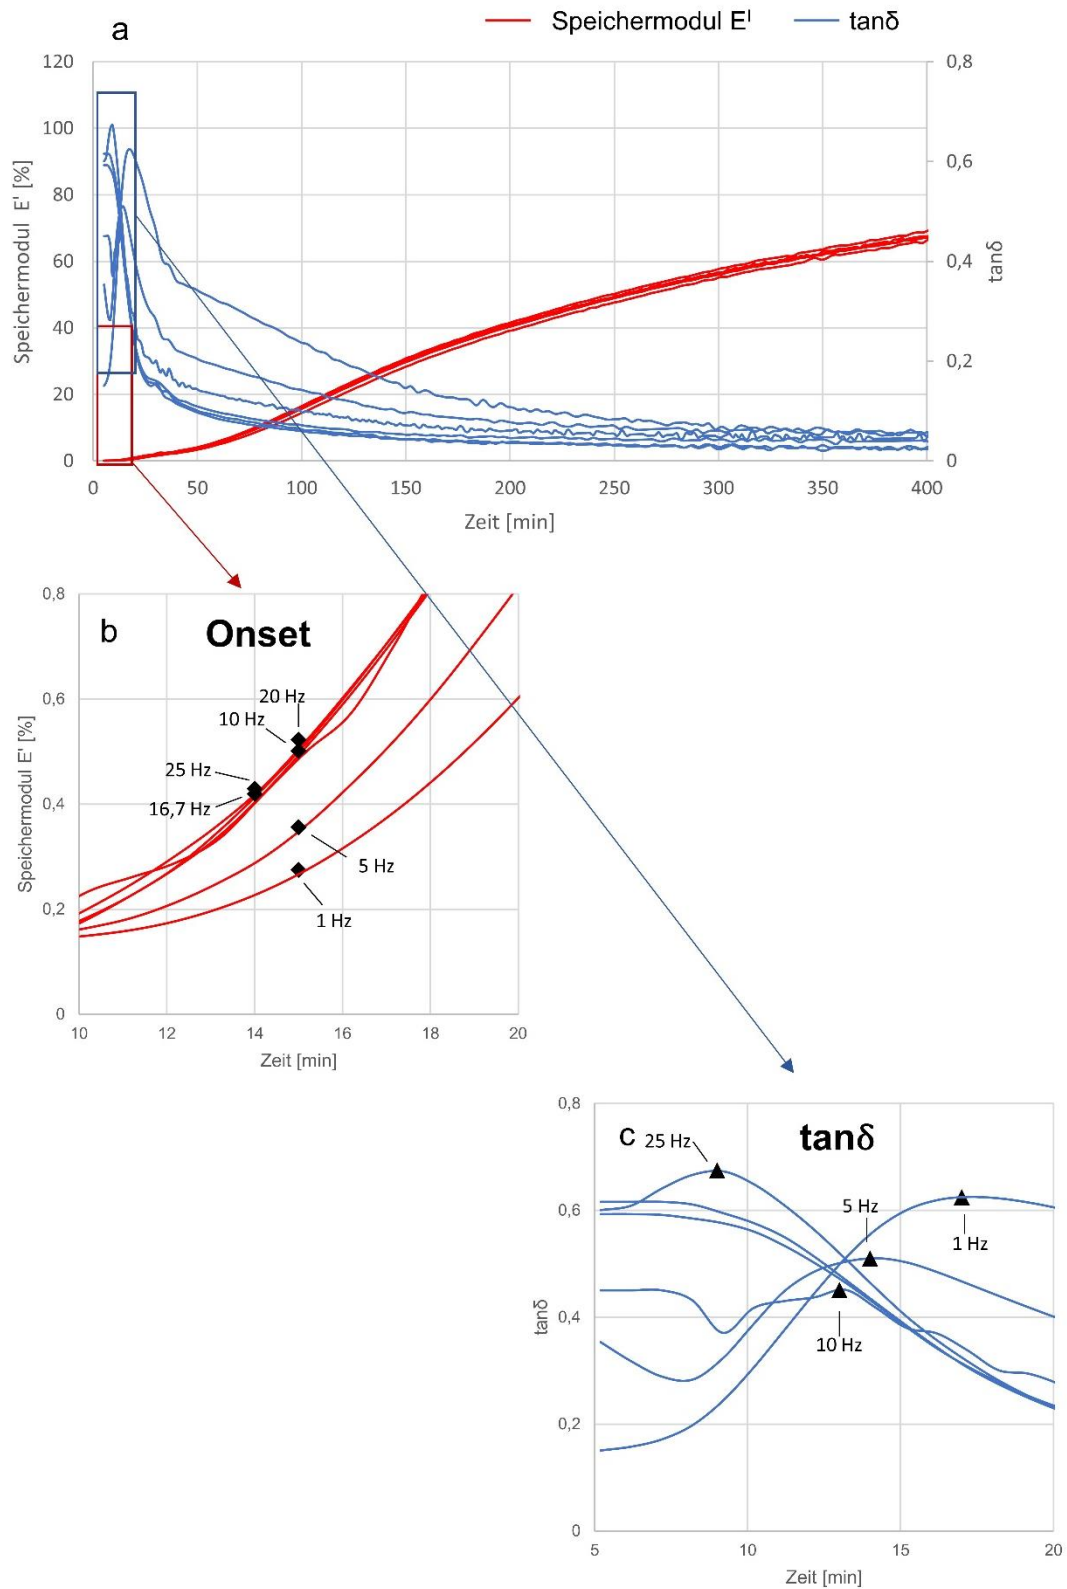 a
Speichermodul Eᴵ
tanδ
120
100
80
60
40
20
0
Speichermodul E' [%]
0,8
0,6
0,4
0,2
0
tanδ
0 50 100 150 200 250 300 350 400
Zeit [min]
b
Onset
0,8
0,6
0,4
0,2
0
Speichermodul E' [%]
20 Hz
10 Hz
25 Hz
16,7 Hz
5 Hz
1 Hz
10 12 14 16 18 20
Zeit [min]
c
tanδ
0,8
0,6
0,4
0,2
0
tanδ
25 Hz
5 Hz
1 Hz
10 Hz
5 10 15 20
Zeit [min]